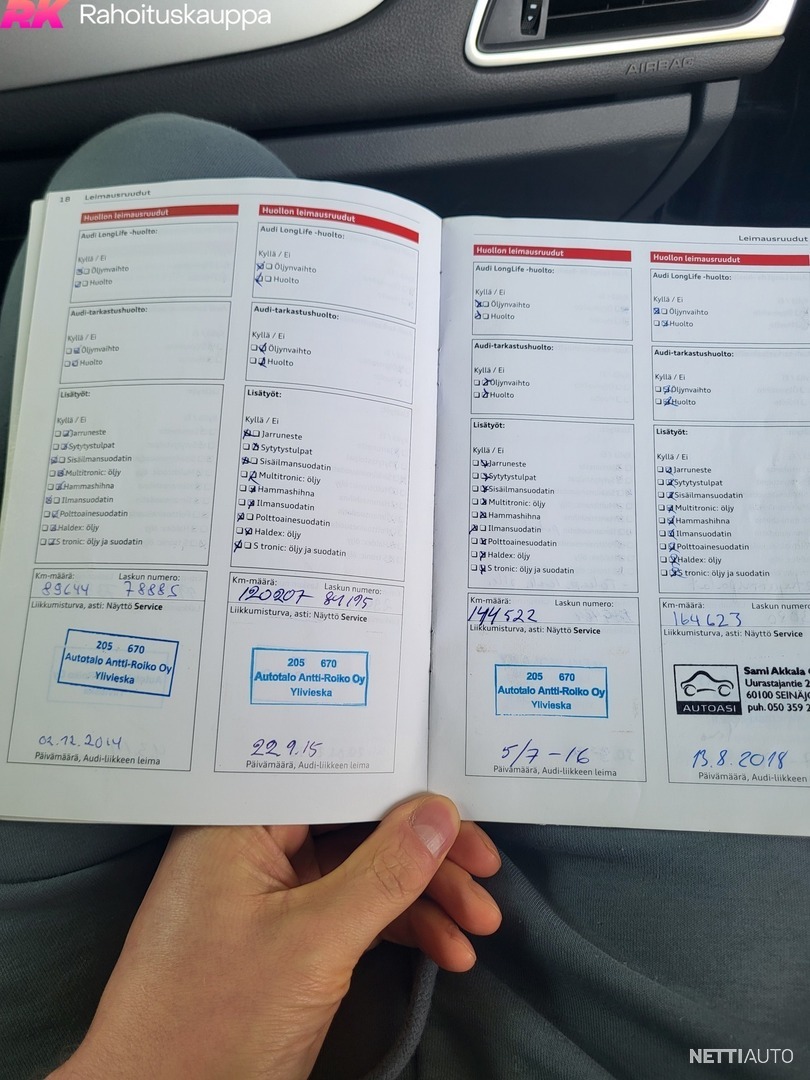 RK Rahoituskauppa
AIRBAG
18 Leimausruudut
Huollon leimausruudut
Audi LongLife -huolto:
Kyllä / Ei
Öljynvaihto
Huolto
Audi-tarkastushuolto:
Kyllä / Ei
Öljynvaihto
Huolto
Lisätyöt:
Kyllä / Ei
Jarruneste
Sytytystulpat
Sisäilmansuodatin
Multitronic: öljy
Hammashihna
Ilmansuodatin
Polttoainesuodatin
Haldex: öljy
S tronic: öljy ja suodatin
Km-määrä: Laskun numero:
89644 78885
Liikkumisturva, asti: Näyttö Service
205 670
Autotalo Antti-Roiko Oy
Ylivieska
02.12.2014
Päivämäärä, Audi-liikkeen leima
Huollon leimausruudut
Audi LongLife -huolto:
Kyllä / Ei
Öljynvaihto
Huolto
Audi-tarkastushuolto:
Kyllä / Ei
Öljynvaihto
Huolto
Lisätyöt:
Kyllä / Ei
Jarruneste
Sytytystulpat
Sisäilmansuodatin
Multitronic: öljy
Hammashihna
Ilmansuodatin
Polttoainesuodatin
Haldex: öljy
S tronic: öljy ja suodatin
Km-määrä: Laskun numero:
120207 81195
Liikkumisturva, asti: Näyttö Service
205 670
Autotalo Antti-Roiko Oy
Ylivieska
22.9.15
Päivämäärä, Audi-liikkeen leima
Leimausruudut
Huollon leimausruudut
Audi LongLife -huolto:
Kyllä / Ei
Öljynvaihto
Huolto
Audi-tarkastushuolto:
Kyllä / Ei
Öljynvaihto
Huolto
Lisätyöt:
Kyllä / Ei
Jarruneste
Sytytystulpat
Sisäilmansuodatin
Multitronic: öljy
Hammashihna
Ilmansuodatin
Polttoainesuodatin
Haldex: öljy
S tronic: öljy ja suodatin
Km-määrä: Laskun numero:
144522
Liikkumisturva, asti: Näyttö Service
205 670
Autotalo Antti-Roiko Oy
Ylivieska
5/7-16
Päivämäärä, Audi-liikkeen leima
Huollon leimausruudut
Audi LongLife -huolto:
Kyllä / Ei
Öljynvaihto
Huolto
Audi-tarkastushuolto:
Kyllä / Ei
Öljynvaihto
Huolto
Lisätyöt:
Kyllä / Ei
Jarruneste
Sytytystulpat
Sisäilmansuodatin
Multitronic: öljy
Hammashihna
Ilmansuodatin
Polttoainesuodatin
Haldex: öljy
S tronic: öljy ja suodatin
Km-määrä: Laskun nume
164623
Liikkumisturva, asti: Näyttö Service
AUTOASI
Sami Akkala
Uurastajantie 2
60100 SEINÄJO
puh. 050 359 2
13.8.2018
Päivämäärä, Audi-liikkeen leima
NETTIAUTO